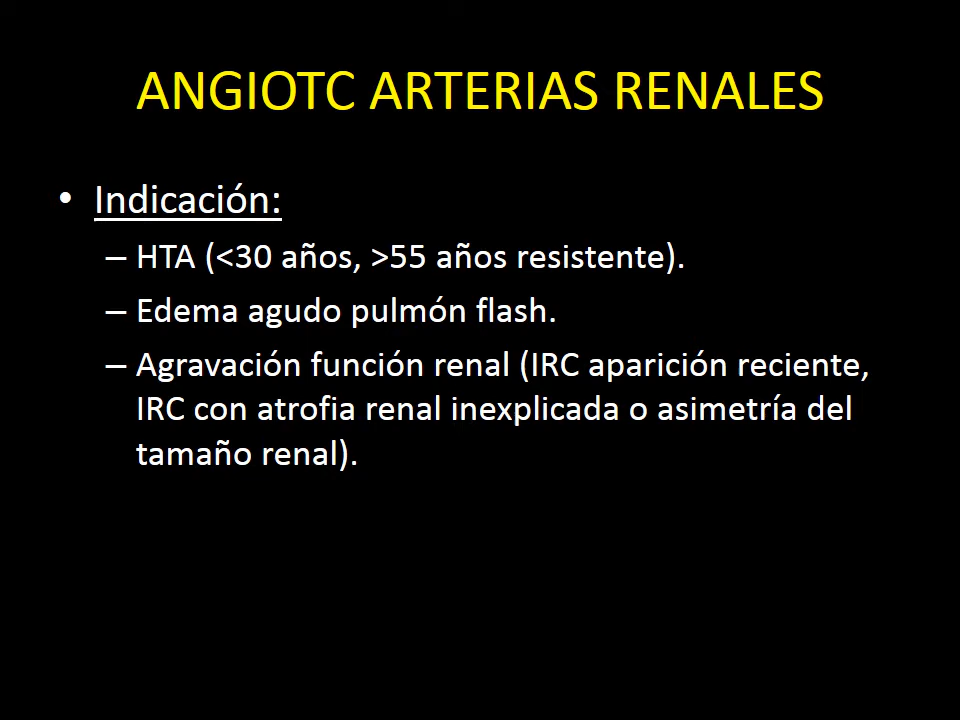 ANGIOTC ARTERIAS RENALES
• Indicación:
– HTA (<30 años, >55 años resistente).
– Edema agudo pulmón flash.
– Agravación función renal (IRC aparición reciente,
IRC con atrofia renal inexplicada o asimetría del
tamaño renal).